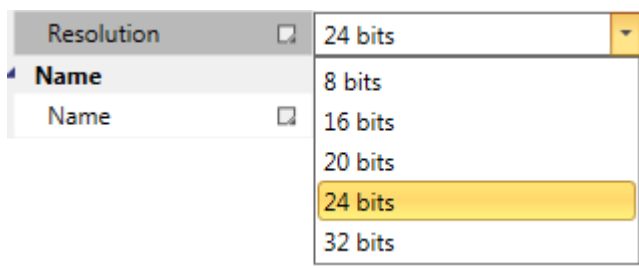 Resolution 24 bits
Name 8 bits
Name 16 bits
20 bits
24 bits
32 bits